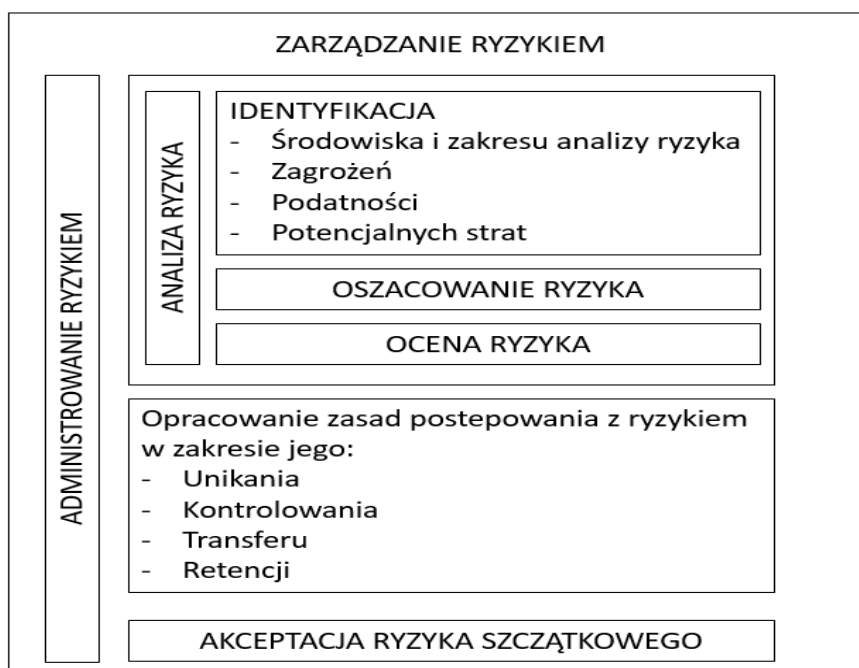 ZARZĄDZANIE RYZYKIEM
ADMINISTROWANIE RYZYKIEM
ANALIZA RYZYKA
IDENTYFIKACJA
- Środowiska i zakresu analizy ryzyka
- Zagrożeń
- Podatności
- Potencjalnych strat
OSZACOWANIE RYZYKA
OCENA RYZYKA
Opracowanie zasad postepowania z ryzykiem
w zakresie jego:
- Unikania
- Kontrolowania
- Transferu
- Retencji
AKCEPTACJA RYZYKA SZCZĄTKOWEGO